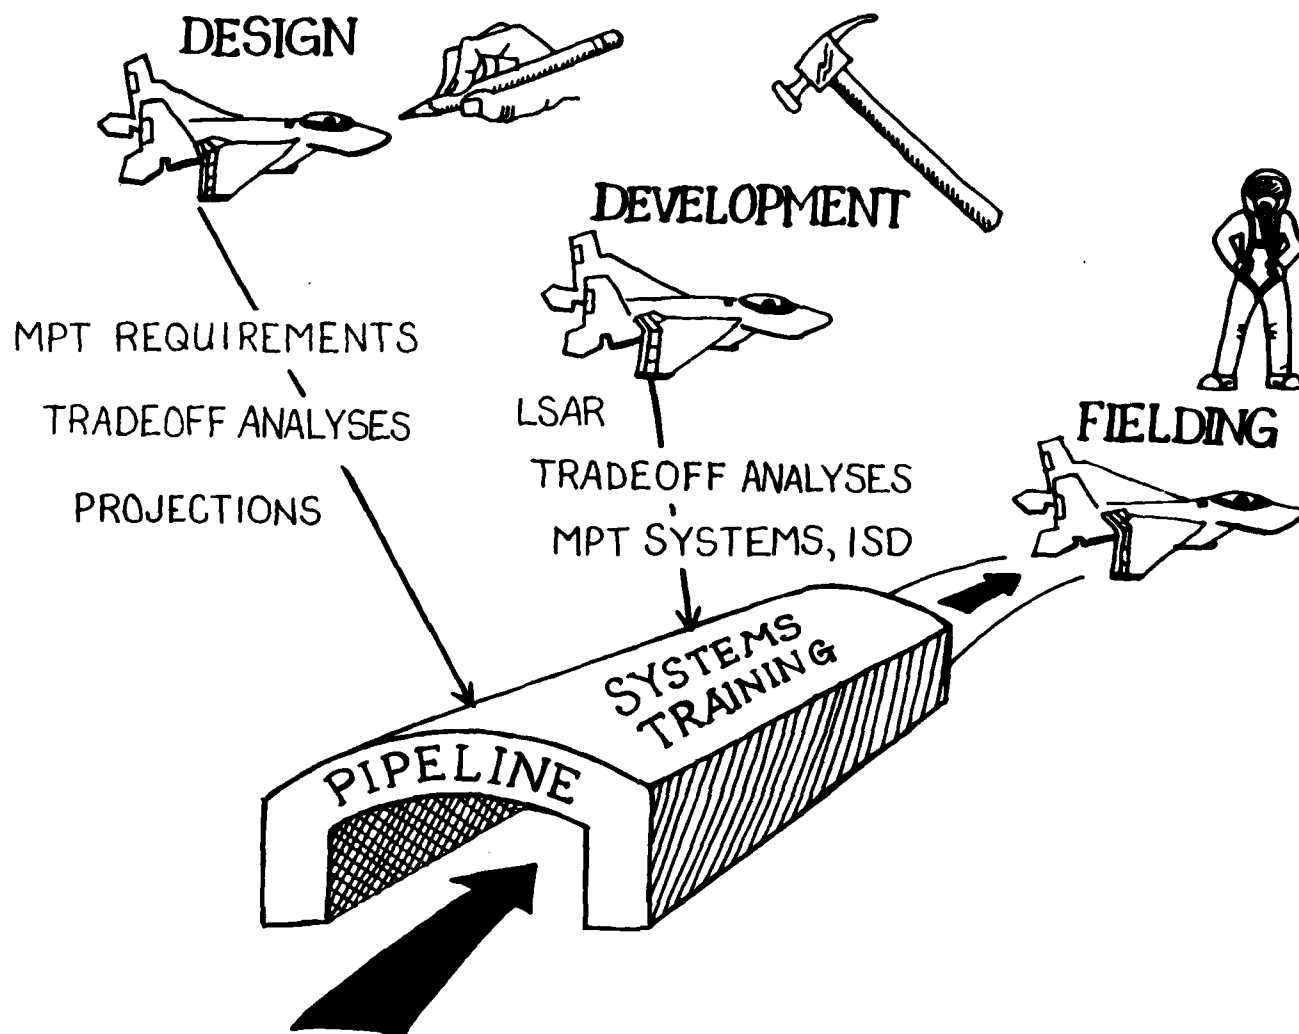 DESIGN
DEVELOPMENT
MPT REQUIREMENTS
TRADEOFF ANALYSES
PROJECTIONS
LSAR
TRADEOFF ANALYSES
MPT SYSTEMS, ISD
FIELDING
SYSTEMS
TRAINING
PIPELINE